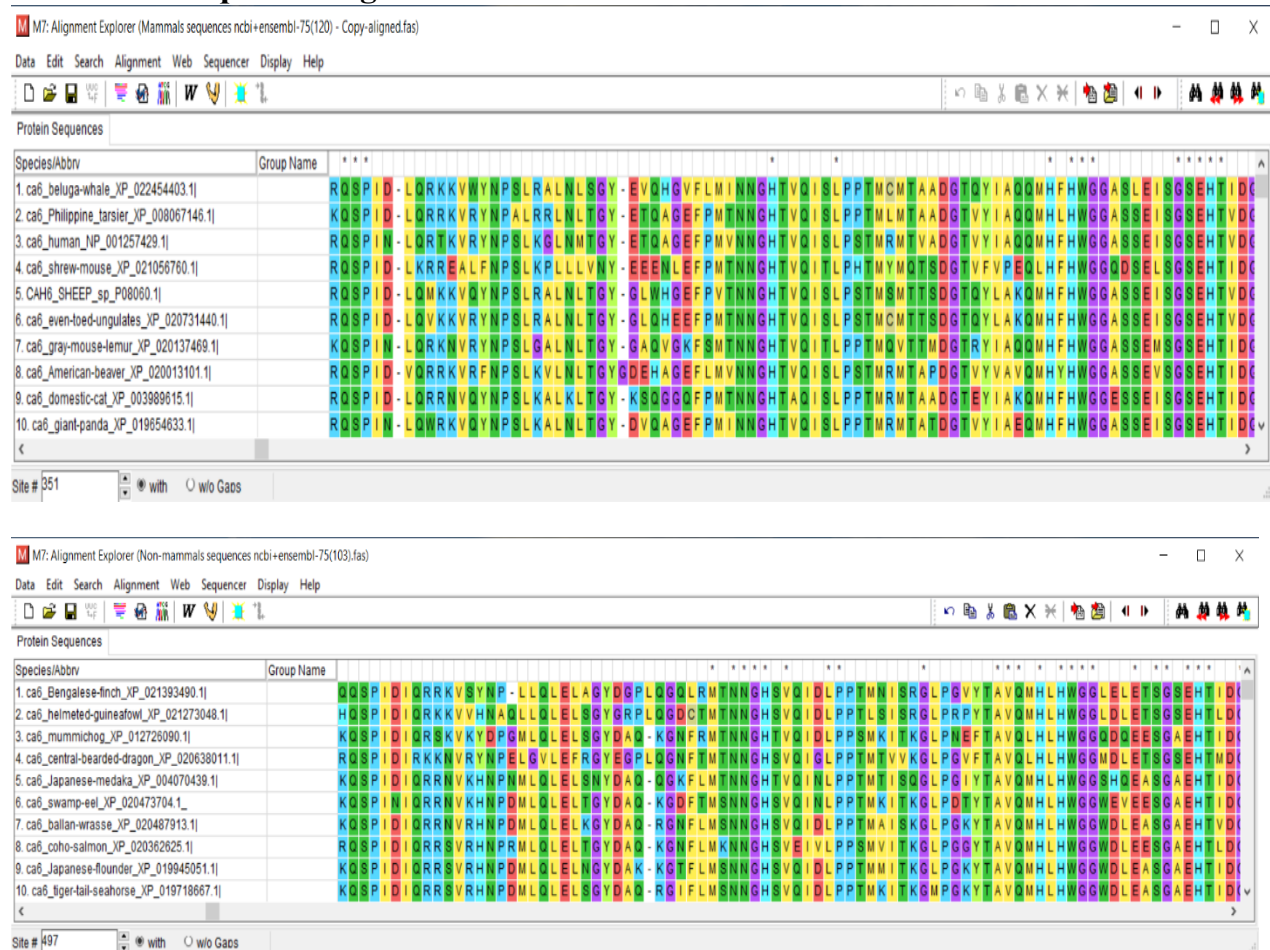 M7: Alignment Explorer (Mammals sequences ncbi+ensembl-75(120) - Copy-aligned.fas)
Data Edit Search Alignment Web Sequencer Display Help
Protein Sequences
Species/Abbrv Group Name * * * * * * * * * * * * * *
1. ca6_beluga-whale_XP_022454403.1| RQSPID-LQRKKVWYNPSLRALNLSGY-EVQHGVFLMINNGHTVQISLPPTMCMTAADGTQYIAQQMHFHWGGASLEISGSEHTIDG
2. ca6_Philippine_tarsier_XP_008067146.1| KQSPID-LQRRKVRYNPALRRLNLTGY-ETQAGEFPMTNNGHTVQISLPPTMLMTAADGTVYIAQQMHLHWGGASSEISGSEHTVDG
3. ca6_human_NP_001257429.1| RQSPIN-LQRTKVRYNPSLKGLNMTGY-ETQAGEFPMVNNGHTVQISLPSTMRMTVADGTVYIAQQMHFHWGGASSEISGSEHTVDG
4. ca6_shrew-mouse_XP_021056760.1| RQSPID-LKRREALFNPSLKPLLLVNY-EEENLEFPMTNNGHTVQITLPHTMYMQTSDGTVFVPEQLHFHWGGQDSELSGSEHTIDG
5. CAH6_SHEEP_sp_P08060.1| RQSPID-LQMKKVQYNPSLRALNLTGY-GLWHGEFPVTNNGHTVQISLPSTMSMTTSDGTQYLAKQMHFHWGGASSEISGSEHTVDG
6. ca6_even-toed-ungulates_XP_020731440.1| RQSPID-LQVKKVQYNPSLRALNLTGY-GLQHEEFPMTNNGHTVQISLPSTMCMTTSDGTQYLAKQMHFHWGGASSEISGSEHTVDG
7. ca6_gray-mouse-lemur_XP_020137469.1| KQSPIN-LQRKNVRYNPSLGALNLTGY-GAQVGKFSMTNNGHTVQITLPPTMQVTTMDGTRYIAQQMHFHWGGASSEMSGSEHTIDG
8. ca6_American-beaver_XP_020013101.1| RQSPID-VQRRKVRFNPSLKVLNLTGYGDEHAGEFLMVNNGHTVQISLPSTMRMTAPDGTVYVAVQMHYHWGGASSEVSGSEHTIDG
9. ca6_domestic-cat_XP_003989615.1| RQSPID-LQRRNVQYNPSLKALKLTGY-KSQGGQFPMTNNGHTAQISLPPTMRMTAADGTEYIAKQMHFHWGGESSEISGSEHTIDG
10. ca6_giant-panda_XP_019654633.1| RQSPIN-LQWRKVQYNPSLKALNLTGY-DVQAGEFPMINNGHTVQISLPPTMRMTATDGTVYIAEQMHFHWGGASSEISGSEHTIDG
Site # 351 with w/o Gaps
M7: Alignment Explorer (Non-mammals sequences ncbi+ensembl-75(103).fas)
Data Edit Search Alignment Web Sequencer Display Help
Protein Sequences
Species/Abbrv Group Name * * * * * * * * * * * * * * * * * * * * * * *
1. ca6_Bengalese-finch_XP_021393490.1| QQSPIDIQRRKVSYNP-LLQLELAGYDGPLQGQLRMTNNGHSVQIDLPPTMNISRGLPGVYTAVQMHLHWGGLELETSGSEHTIDG
2. ca6_helmeted-guineafowl_XP_021273048.1| HQSPIDIQRKKVVHNAQLLQLELSGYGRPLQGDCTMTNNGHSVQIDLPPTLSISRGLPRPYTAVQMHLHWGGLDLETSGSEHTLDG
3. ca6_mummichog_XP_012726090.1| KQSPIDIQRSKVKYDPGMLQLELSGYDAQ-KGNFRMTNNGHTVQIDLPPSMKITKGLPNEFTAVQLHLHWGGQDQEESGAEHTIDG
4. ca6_central-bearded-dragon_XP_020638011.1| RQSPIDIRKKNVRYNPELGVLEFRGYEGPLQGNFTMTNNGHSVQIGLPPTMTVVKGLPGVFTAVQLHLHWGGMDLETSGSEHTMDG
5. ca6_Japanese-medaka_XP_004070439.1| KQSPIDIQRRNVKHNPNMLQLELSNYDAQ-QGKFLMTNNGHTVQINLPPTMTISQGLPGIYTAVQMHLHWGGSHQEASGAEHTIDG
6. ca6_swamp-eel_XP_020473704.1_ KQSPINIQRRNVKHNPDMLQLELTGYDAQ-KGDFTMSNNGHSVQINLPPTMKITKGLPDTYTAVQMHLHWGGWEVEESGAEHTIDG
7. ca6_ballan-wrasse_XP_020487913.1| KQSPIDIQRRNVRHNPDMLQLELKGYDAQ-RGNFLMSNNGHSVQIDLPPTMAISKGLPGKYTAVQMHLHWGGWDLEASGAEHTVDG
8. ca6_coho-salmon_XP_020362625.1| RQSPIDIQRRSVRHNPRMLQLELTGYDAQ-KGNFLMKNNGHSVEIVLPPSMVITKGLPGGYTAVQMHLHWGGWDLEESGAEHTIDG
9. ca6_Japanese-flounder_XP_019945051.1| KQSPIDIQRRSVRHNPDMLQLELNGYDAK-KGTFLMSNNGHSVQIDLPPTMMITKGLPGKYTAVQMHLHWGGWDLEASGAEHTIDG
10. ca6_tiger-tail-seahorse_XP_019718667.1| KQSPIDIQRRSVRHNPDMLQLELSGYDAQ-RGIFLMSNNGHSVQIDLPPTMKITKGMPGKYTAVQMHLHWGGWDLEASGAEHTIDG
Site # 497 with w/o Gaps